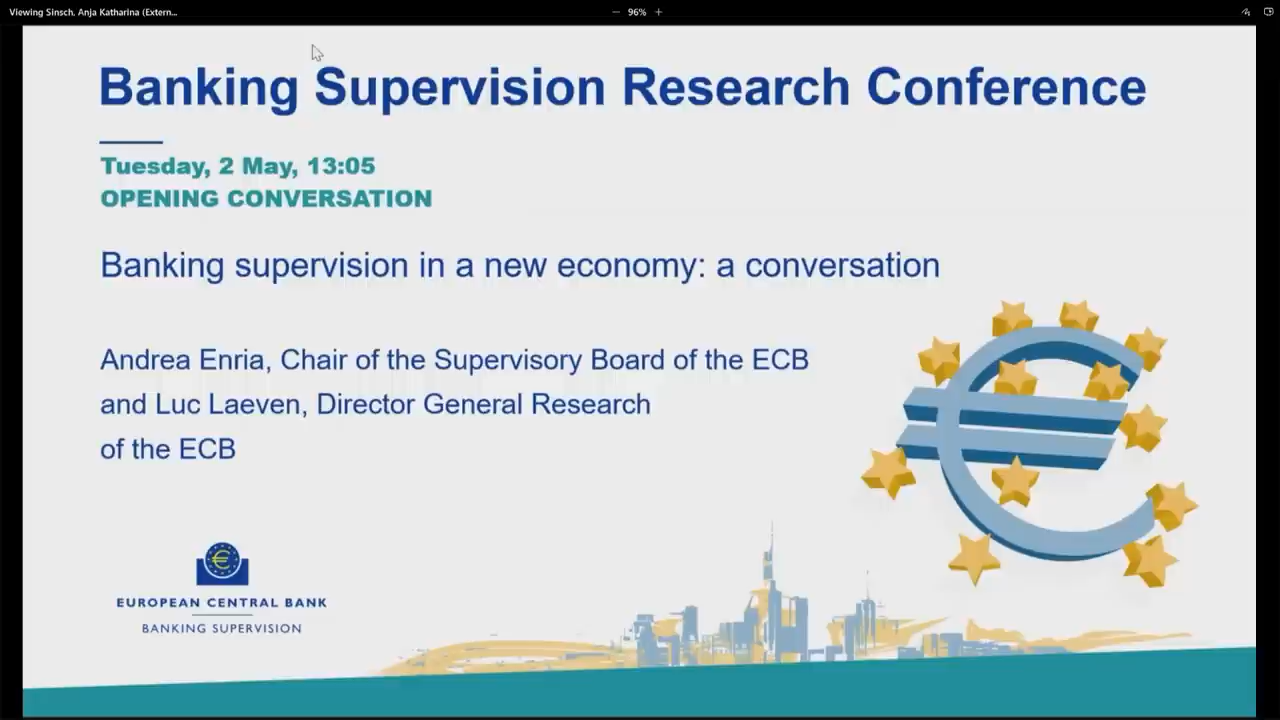 Viewing Sinsch, Anja Katharina (Extern...
— 96% +
Banking Supervision Research Conference
Tuesday, 2 May, 13:05
OPENING CONVERSATION
Banking supervision in a new economy: a conversation
Andrea Enria, Chair of the Supervisory Board of the ECB
and Luc Laeven, Director General Research
of the ECB
EUROPEAN CENTRAL BANK
BANKING SUPERVISION